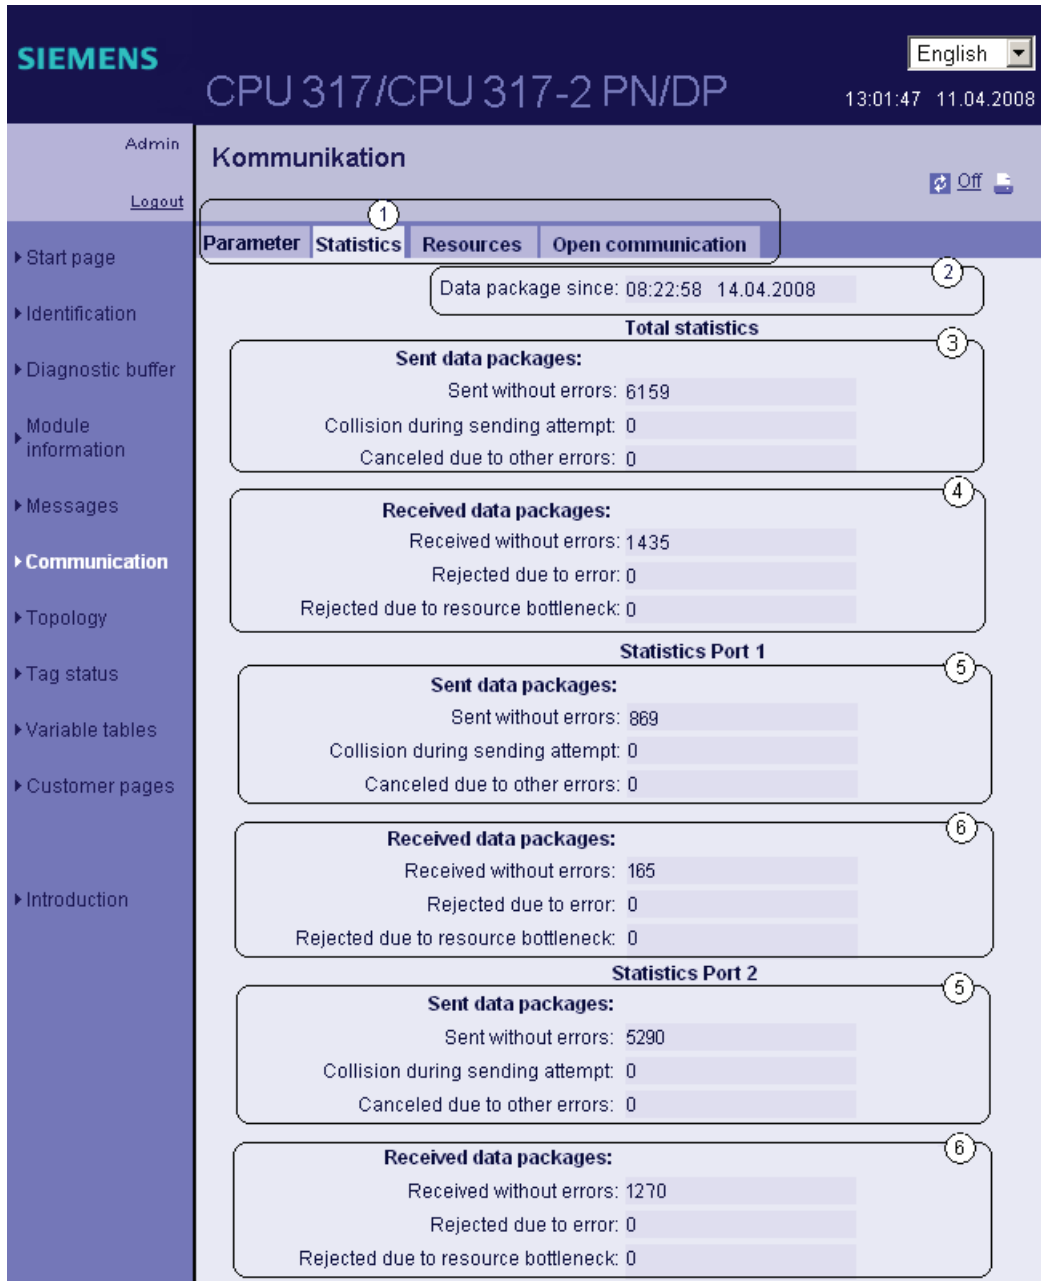 SIEMENS
English
CPU 317/CPU 317-2 PN/DP
13:01:47 11.04.2008
Admin
Logout
Kommunikation
Off
1
Parameter Statistics Resources Open communication
Start page
Identification
Diagnostic buffer
Module
information
Messages
Communication
Topology
Tag status
Variable tables
Customer pages
Introduction
2
Data package since: 08:22:58 14.04.2008
Total statistics
3
Sent data packages:
Sent without errors: 6159
Collision during sending attempt: 0
Canceled due to other errors: 0
4
Received data packages:
Received without errors: 1435
Rejected due to error: 0
Rejected due to resource bottleneck: 0
Statistics Port 1
5
Sent data packages:
Sent without errors: 869
Collision during sending attempt: 0
Canceled due to other errors: 0
6
Received data packages:
Received without errors: 165
Rejected due to error: 0
Rejected due to resource bottleneck: 0
Statistics Port 2
5
Sent data packages:
Sent without errors: 5290
Collision during sending attempt: 0
Canceled due to other errors: 0
6
Received data packages:
Received without errors: 1270
Rejected due to error: 0
Rejected due to resource bottleneck: 0